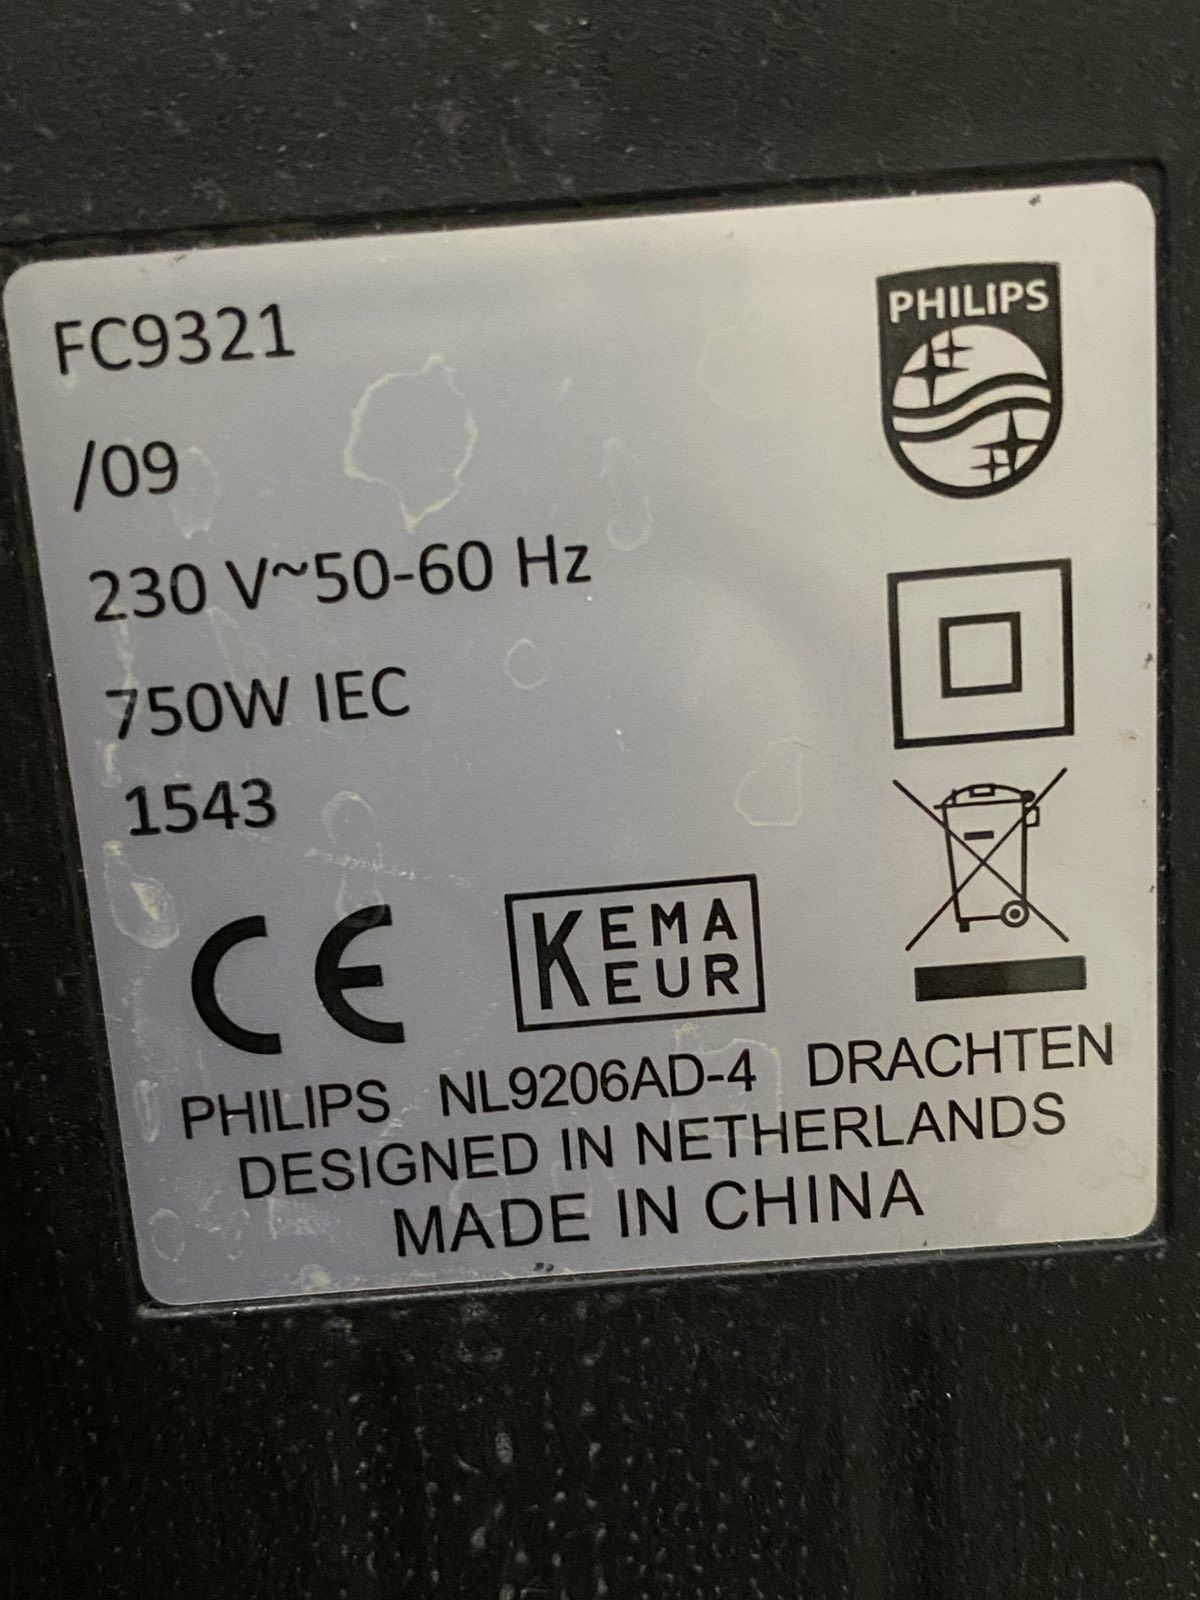 FC9321
/09
230 V~50-60 Hz
750W IEC
1543
PHILIPS
CE
KEMA
KEUR
PHILIPS NL9206AD-4 DRACHTEN
DESIGNED IN NETHERLANDS
MADE IN CHINA